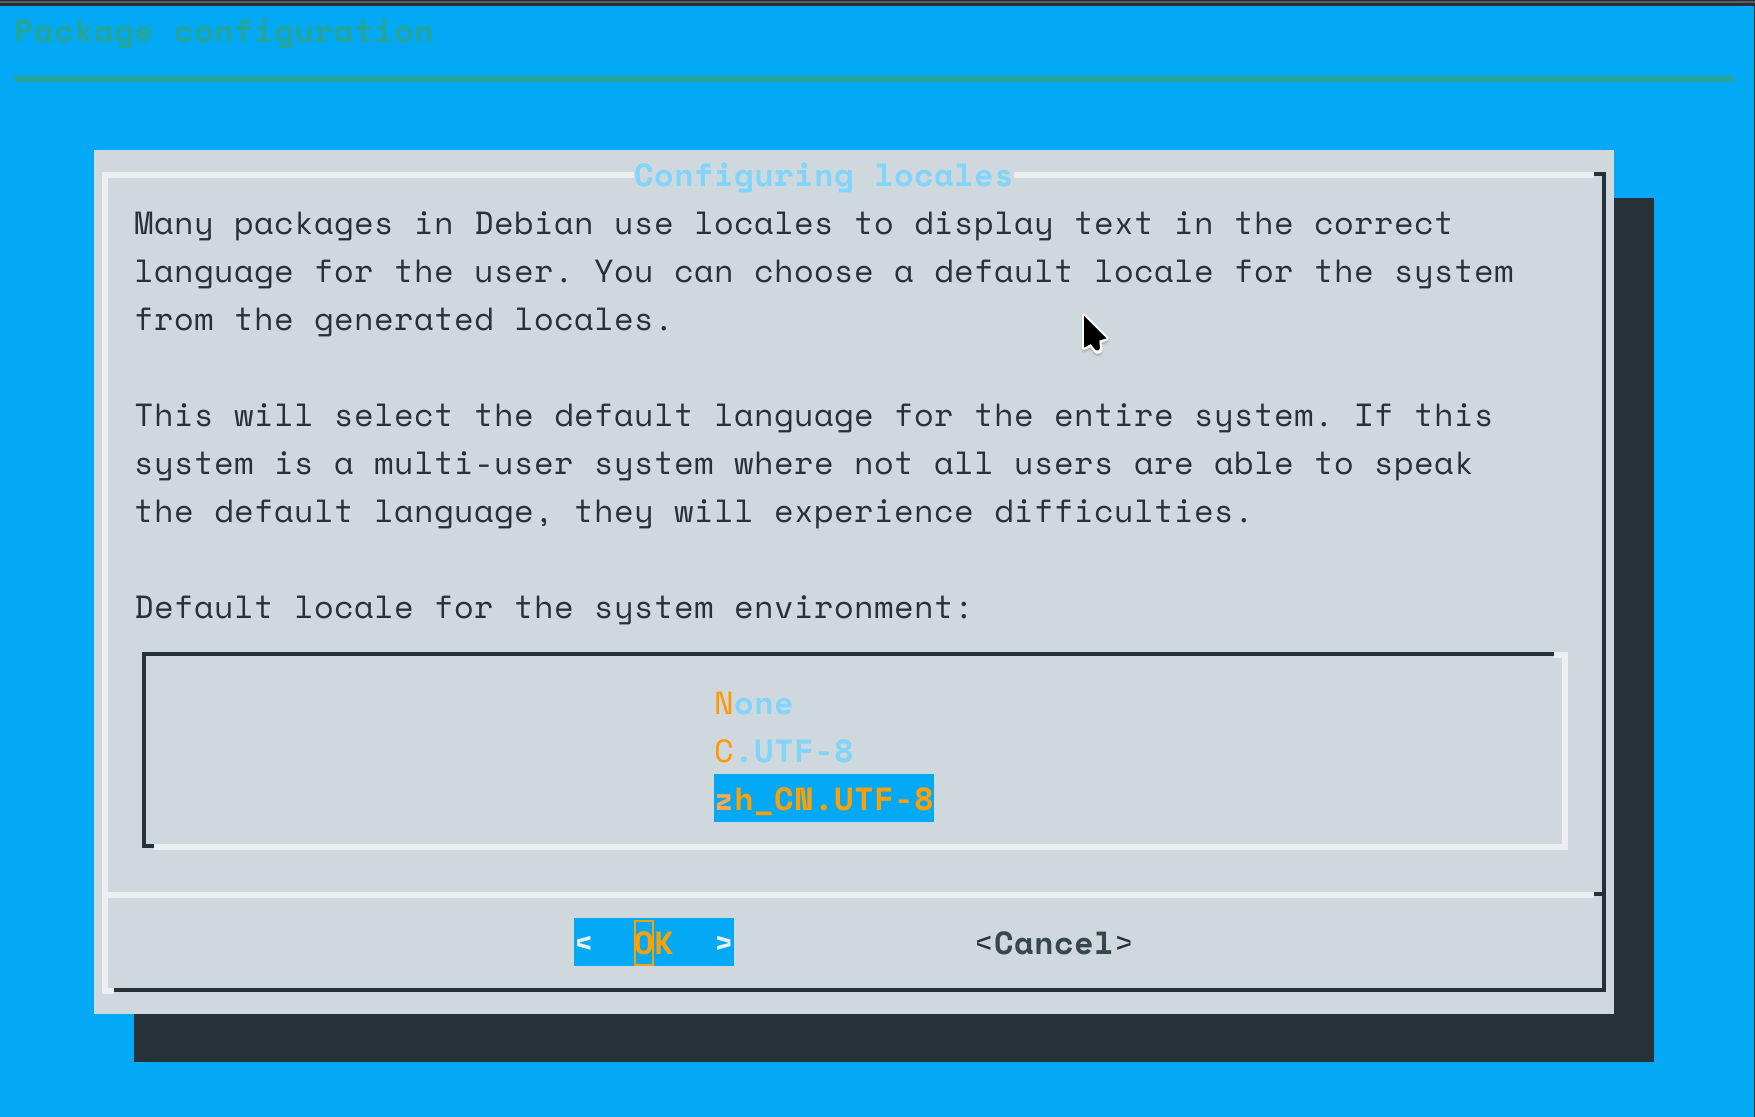 Package configuration
Configuring locales
Many packages in Debian use locales to display text in the correct
language for the user. You can choose a default locale for the system
from the generated locales.
This will select the default language for the entire system. If this
system is a multi-user system where not all users are able to speak
the default language, they will experience difficulties.
Default locale for the system environment:
None
C.UTF-8
zh_CN.UTF-8
<  OK  > <Cancel>